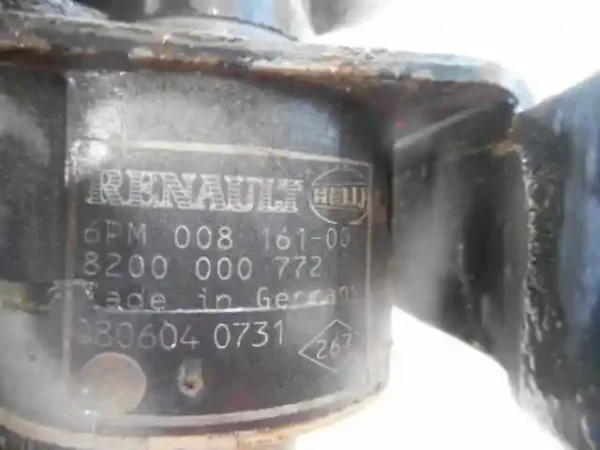 RENAULT HELLA
6PM 008 161-00
8200 000 772
Made in Germany
080604 0731
267